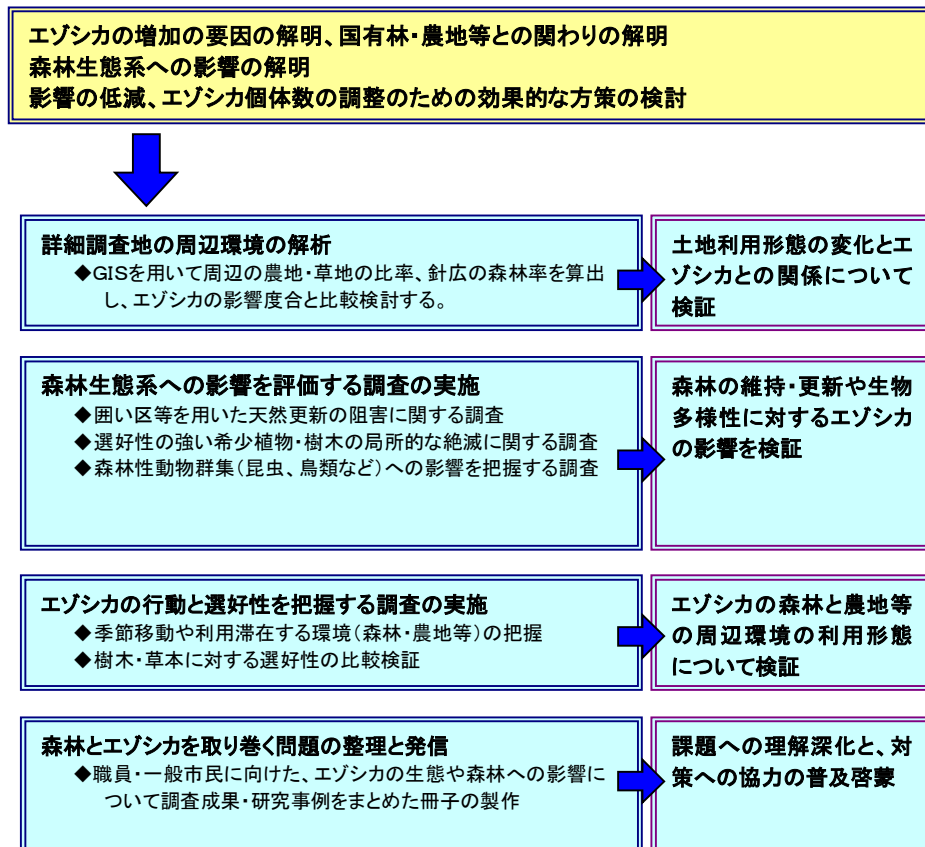 エゾシカの増加の要因の解明、国有林・農地等との関わりの解明
森林生態系への影響の解明
影響の低減、エゾシカ個体数の調整のための効果的な方策の検討
詳細調査地の周辺環境の解析
◆GISを用いて周辺の農地・草地の比率、針広の森林率を算出
し、エゾシカの影響度合と比較検討する。
土地利用形態の変化とエ
ゾシカとの関係について
検証
森林生態系への影響を評価する調査の実施
◆囲い区等を用いた天然更新の阻害に関する調査
◆選好性の強い希少植物・樹木の局所的な絶滅に関する調査
◆森林性動物群集(昆虫、鳥類など)への影響を把握する調査
森林の維持・更新や生物
多様性に対するエゾシカ
の影響を検証
エゾシカの行動と選好性を把握する調査の実施
◆季節移動や利用滞在する環境(森林・農地等)の把握
◆樹木・草本に対する選好性の比較検証
エゾシカの森林と農地等
の周辺環境の利用形態
について検証
森林とエゾシカを取り巻く問題の整理と発信
◆職員・一般市民に向けた、エゾシカの生態や森林への影響に
ついて調査成果・研究事例をまとめた冊子の製作
課題への理解深化と、対
策への協力の普及啓蒙